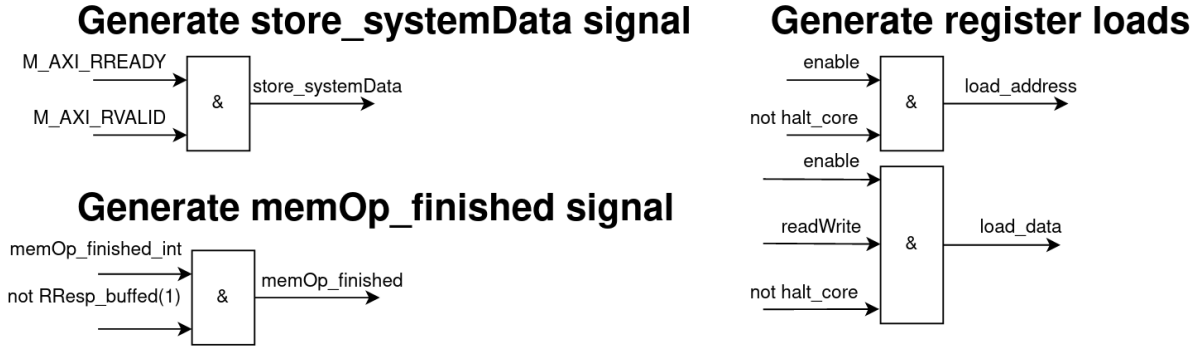 Generate store_systemData signal
M_AXI_RREADY
M_AXI_RVALID
&
store_systemData
Generate memOp_finished signal
memOp_finished_int
not RResp_buffed(1)
&
memOp_finished
Generate register loads
enable
not halt_core
&
load_address
enable
readWrite
not halt_core
&
load_data